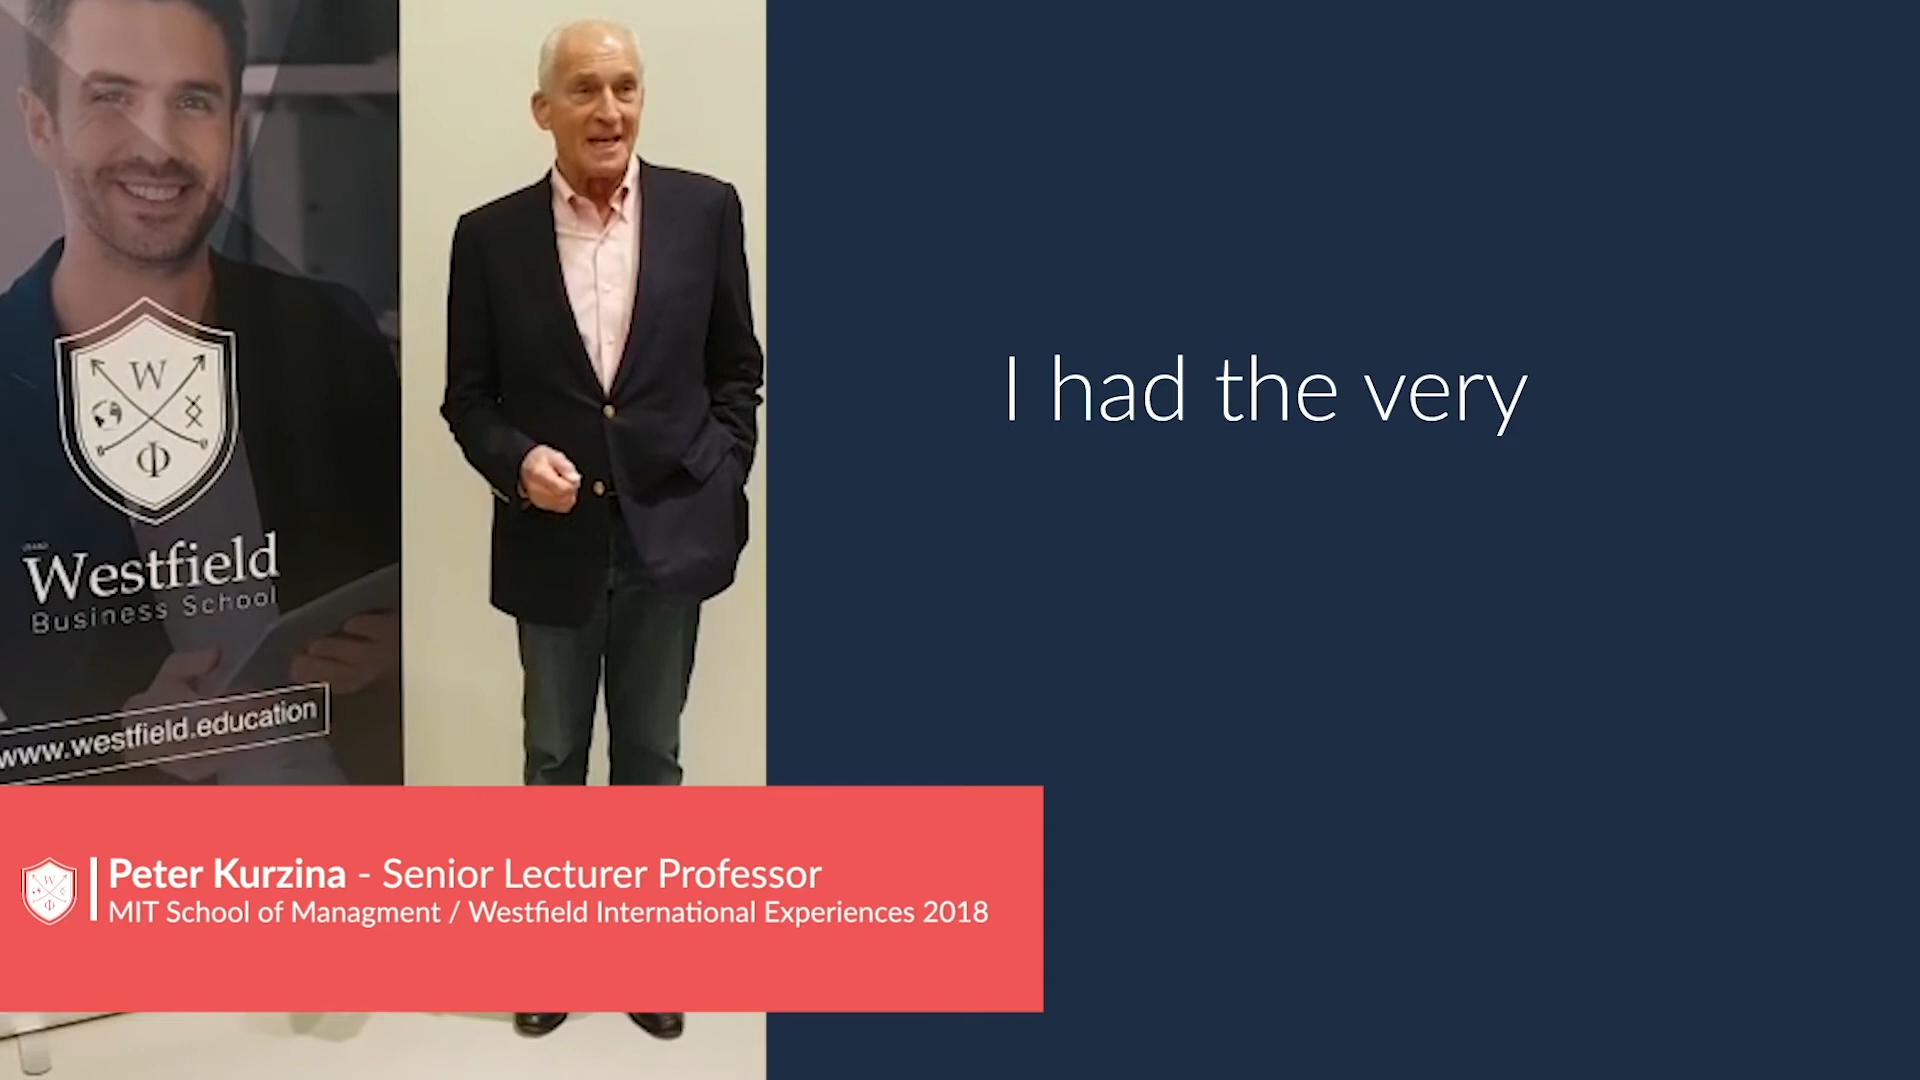 W
Φ
Westfield
Business School
www.westfield.education
I had the very
Peter Kurzina - Senior Lecturer Professor
MIT School of Managment / Westfield International Experiences 2018